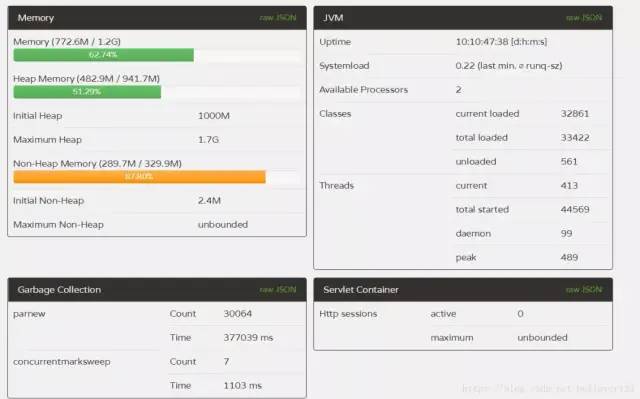 Memory raw JSON
Memory (772.6M / 1.2G)
62.74%
Heap Memory (482.9M / 941.7M)
51.29%
Initial Heap 1000M
Maximum Heap 1.7G
Non-Heap Memory (289.7M / 329.9M)
87.80%
Initial Non-Heap 2.4M
Maximum Non-Heap unbounded
JVM raw JSON
Uptime 10:10:47:38 [d:h:m:s]
Systemload 0.22 (last min, ⌀ runq-sz)
Available Processors 2
Classes current loaded 32861
total loaded 33422
unloaded 561
Threads current 413
total started 44569
daemon 99
peak 489
Garbage Collection raw JSON
parnew Count 30064
Time 377039 ms
concurrentmarksweep Count 7
Time 1103 ms
Servlet Container raw JSON
Http sessions active 0
maximum unbounded